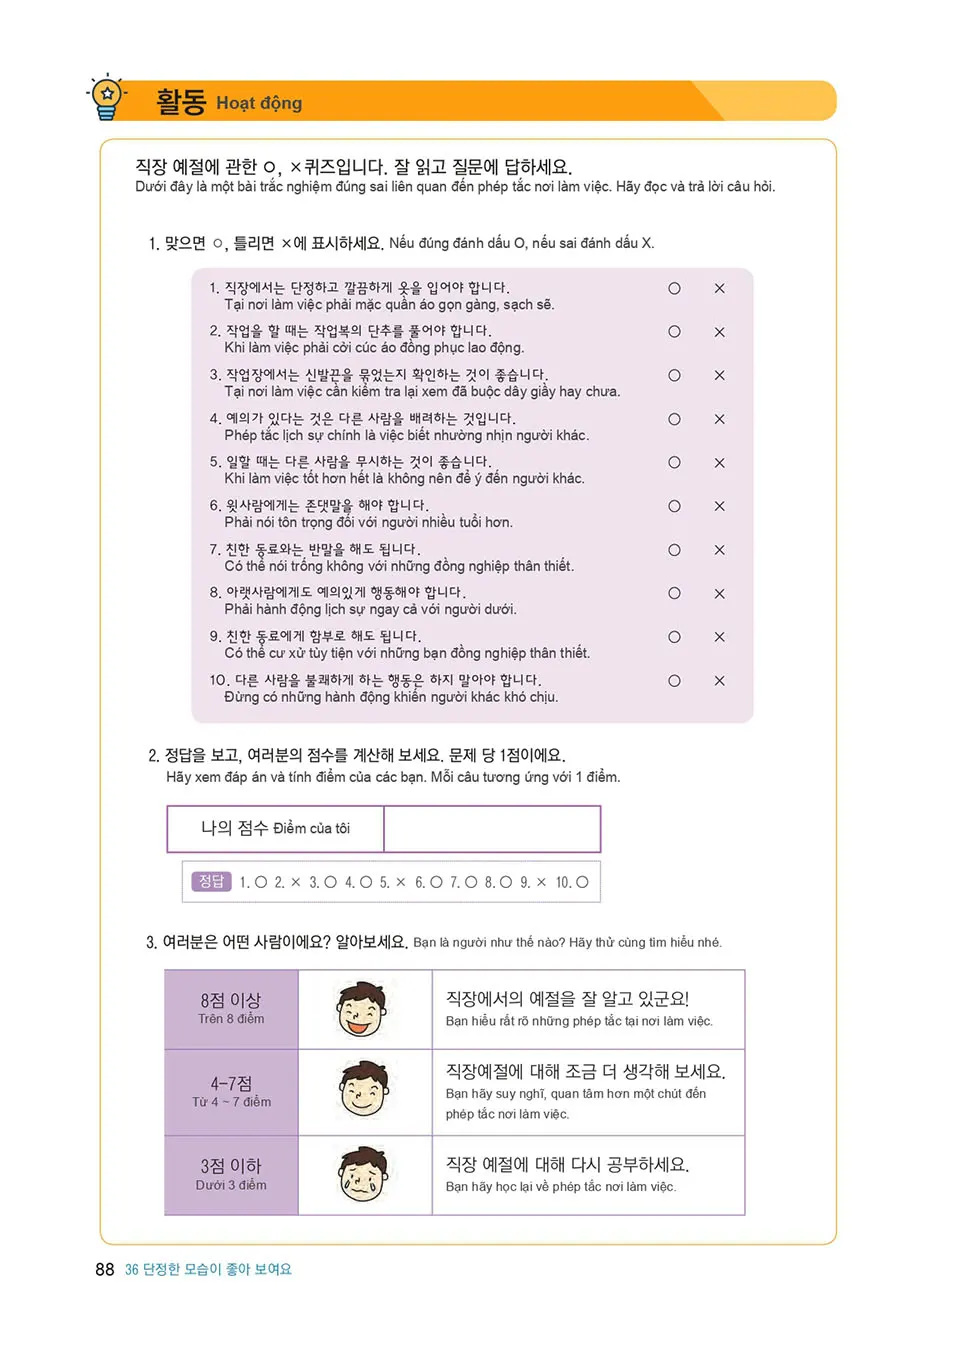 활동 Hoạt động
직장 예절에 관한 O, ×퀴즈입니다. 잘 읽고 질문에 답하세요.
Dưới đây là một bài trắc nghiệm đúng sai liên quan đến phép tắc nơi làm việc. Hãy đọc và trả lời câu hỏi.
1. 맞으면 ○, 틀리면 ×에 표시하세요. Nếu đúng đánh dấu O, nếu sai đánh dấu X.
1. 직장에서는 단정하고 깔끔하게 옷을 입어야 합니다. ○ ×
Tại nơi làm việc phải mặc quần áo gọn gàng, sạch sẽ.
2. 작업을 할 때는 작업복의 단추를 풀어야 합니다. ○ ×
Khi làm việc phải cởi cúc áo đồng phục lao động.
3. 작업장에서는 신발끈을 묶었는지 확인하는 것이 좋습니다. ○ ×
Tại nơi làm việc cần kiểm tra lại xem đã buộc dây giầy hay chưa.
4. 예의가 있다는 것은 다른 사람을 배려하는 것입니다. ○ ×
Phép tắc lịch sự chính là việc biết nhường nhịn người khác.
5. 일할 때는 다른 사람을 무시하는 것이 좋습니다. ○ ×
Khi làm việc tốt hơn hết là không nên để ý đến người khác.
6. 윗사람에게는 존댓말을 해야 합니다. ○ ×
Phải nói tôn trọng đối với người nhiều tuổi hơn.
7. 친한 동료와는 반말을 해도 됩니다. ○ ×
Có thể nói trống không với những đồng nghiệp thân thiết.
8. 아랫사람에게도 예의있게 행동해야 합니다. ○ ×
Phải hành động lịch sự ngay cả với người dưới.
9. 친한 동료에게 함부로 해도 됩니다. ○ ×
Có thể cư xử tùy tiện với những bạn đồng nghiệp thân thiết.
10. 다른 사람을 불쾌하게 하는 행동은 하지 말아야 합니다. ○ ×
Đừng có những hành động khiến người khác khó chịu.
2. 정답을 보고, 여러분의 점수를 계산해 보세요. 문제 당 1점이에요.
Hãy xem đáp án và tính điểm của các bạn. Mỗi câu tương ứng với 1 điểm.
나의 점수 Điểm của tôi
정답 1. ○ 2. × 3. ○ 4. ○ 5. × 6. ○ 7. ○ 8. ○ 9. × 10. ○
3. 여러분은 어떤 사람이에요? 알아보세요. Bạn là người như thế nào? Hãy thử cùng tìm hiểu nhé.
8점 이상
Trên 8 điểm
직장에서의 예절을 잘 알고 있군요!
Bạn hiểu rất rõ những phép tắc tại nơi làm việc.
4-7점
Từ 4 ~ 7 điểm
직장예절에 대해 조금 더 생각해 보세요.
Bạn hãy suy nghĩ, quan tâm hơn một chút đến
phép tắc nơi làm việc.
3점 이하
Dưới 3 điểm
직장 예절에 대해 다시 공부하세요.
Bạn hãy học lại về phép tắc nơi làm việc.
88 36 단정한 모습이 좋아 보여요